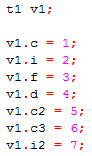 t1 v1;
v1.c = 1;
v1.i = 2;
v1.f = 3;
v1.d = 4;
v1.c2 = 5;
v1.c3 = 6;
v1.i2 = 7;